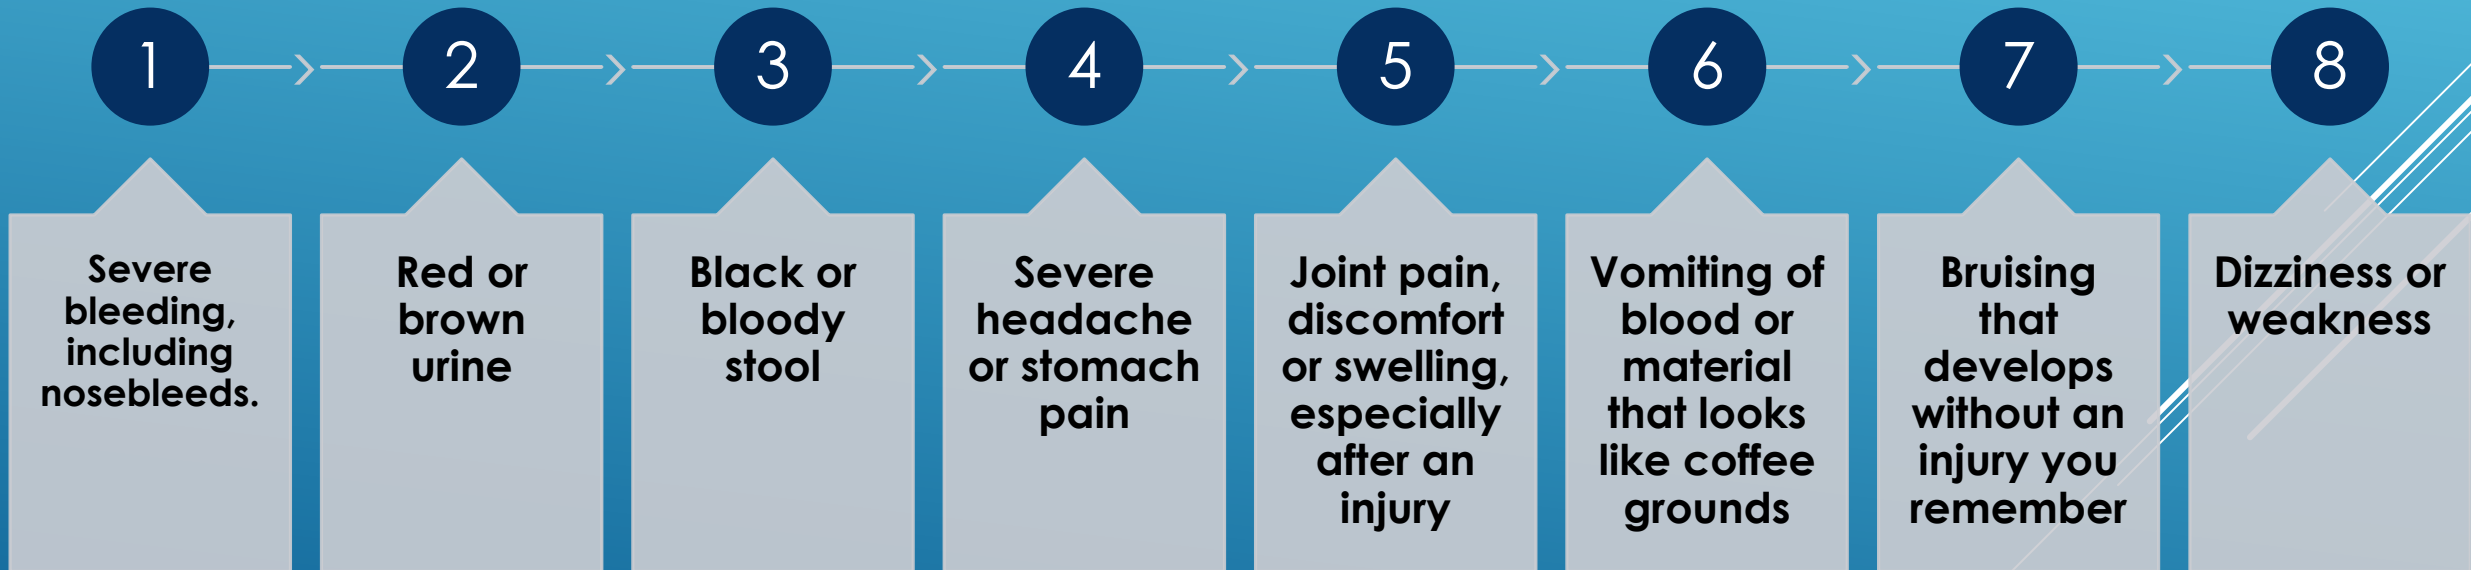 1
2
3
4
5
6
7
8
Severe
bleeding,
including
nosebleeds.
Red or
brown
urine
Black or
bloody
stool
Severe
headache
or stomach
pain
Joint pain,
discomfort
or swelling,
especially
after an
injury
Vomiting of
blood or
material
that looks
like coffee
grounds
Bruising
that
develops
without an
injury you
remember
Dizziness or
weakness